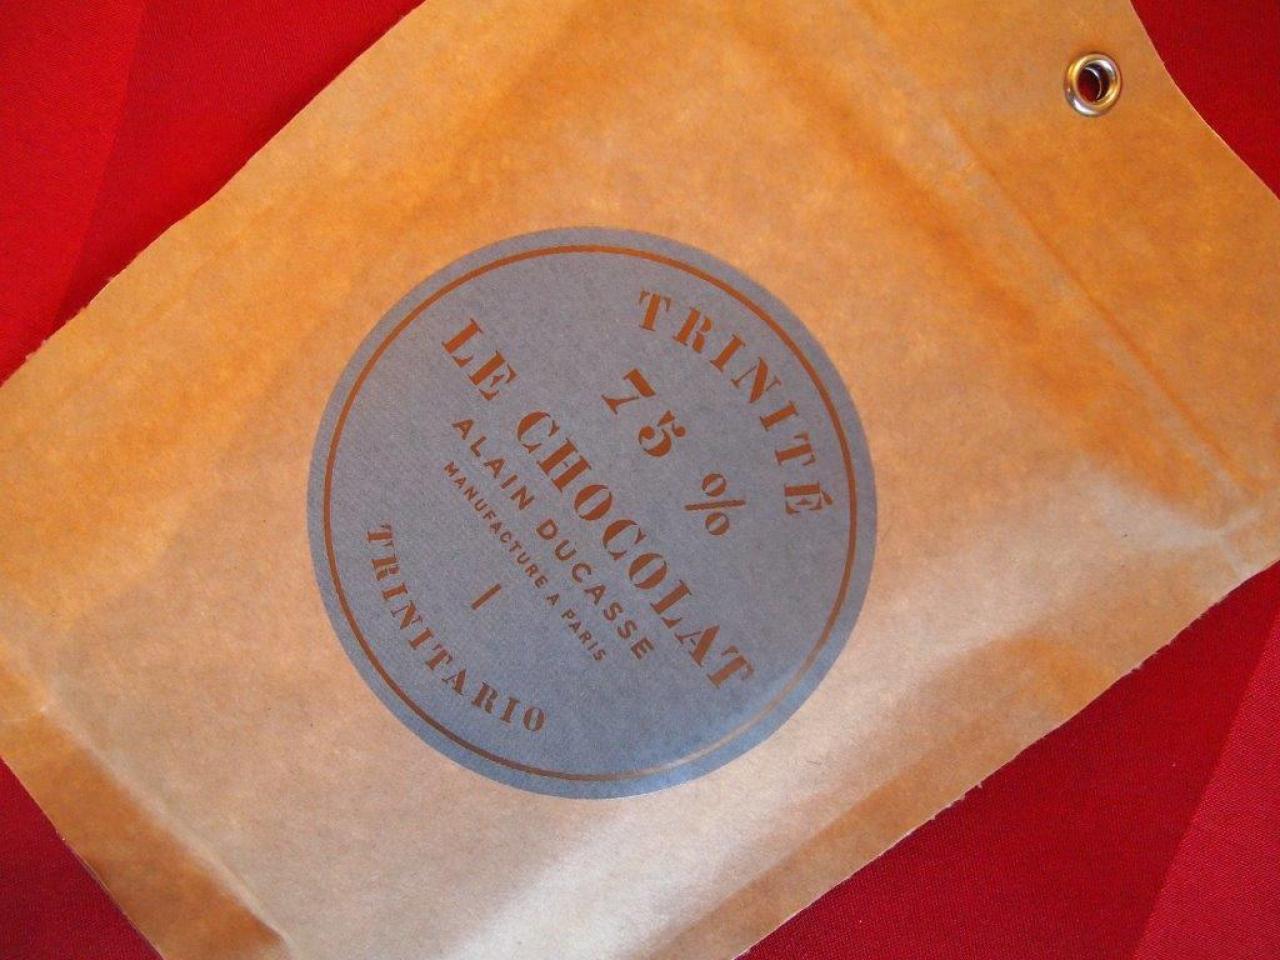 TRINITÉ
75 %
LE CHOCOLAT
ALAIN DUCASSE
MANUFACTURE A PARIS
TRINITARIO